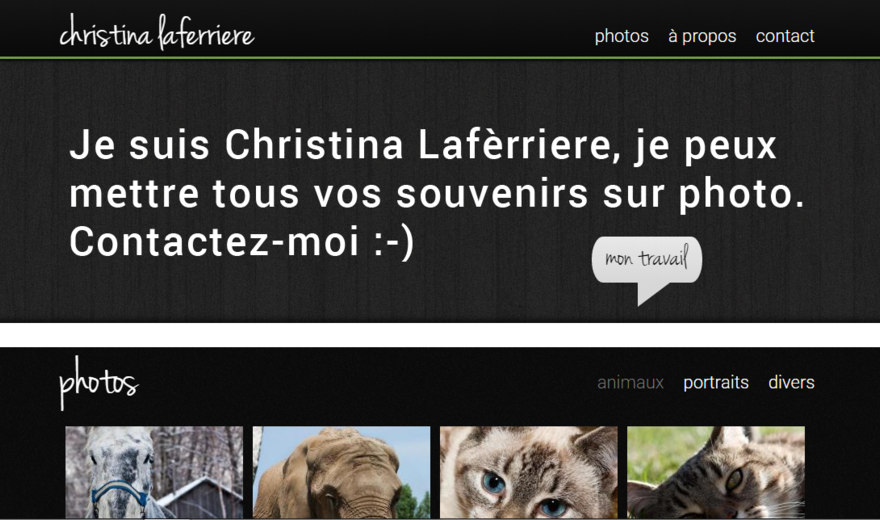 christina laferriere
photos à propos contact
Je suis Christina Lafèrriere, je peux
mettre tous vos souvenirs sur photo.
Contactez-moi :-)
mon travail
photos
animaux portraits divers